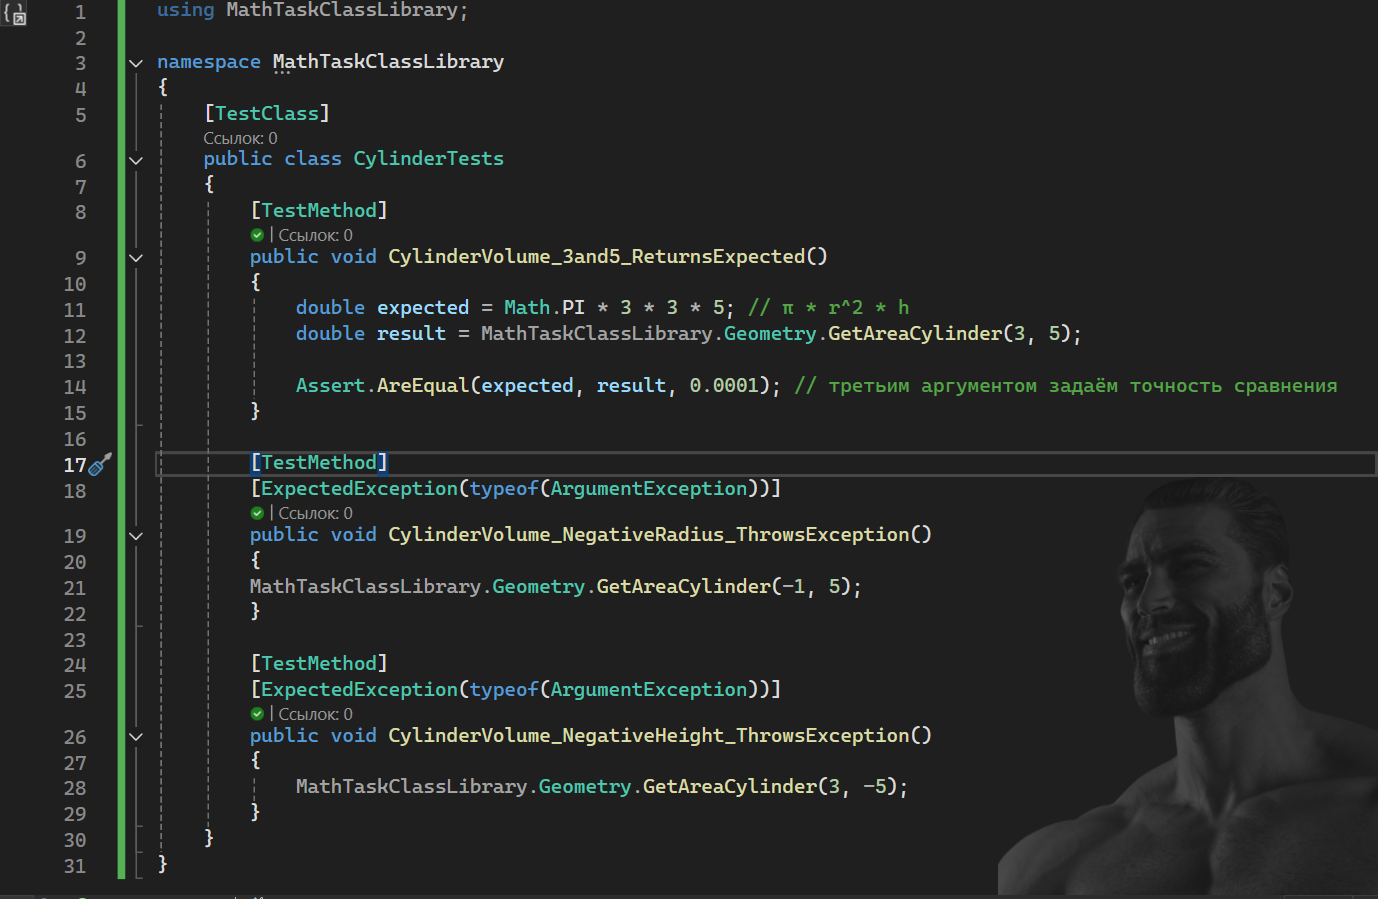 1 using MathTaskClassLibrary;
2
3 namespace MathTaskClassLibrary
4 {
5 [TestClass]
Ссылок: 0
6 public class CylinderTests
7 {
8 [TestMethod]
| Ссылок: 0
9 public void CylinderVolume_3and5_ReturnsExpected()
10 {
11 double expected = Math.PI * 3 * 3 * 5; // π * r^2 * h
12 double result = MathTaskClassLibrary.Geometry.GetAreaCylinder(3, 5);
13
14 Assert.AreEqual(expected, result, 0.0001); // третьим аргументом задаём точность сравнения
15 }
16
17 [TestMethod]
18 [ExpectedException(typeof(ArgumentException))]
| Ссылок: 0
19 public void CylinderVolume_NegativeRadius_ThrowsException()
20 {
21 MathTaskClassLibrary.Geometry.GetAreaCylinder(-1, 5);
22 }
23
24 [TestMethod]
25 [ExpectedException(typeof(ArgumentException))]
| Ссылок: 0
26 public void CylinderVolume_NegativeHeight_ThrowsException()
27 {
28 MathTaskClassLibrary.Geometry.GetAreaCylinder(3, -5);
29 }
30 }
31 }